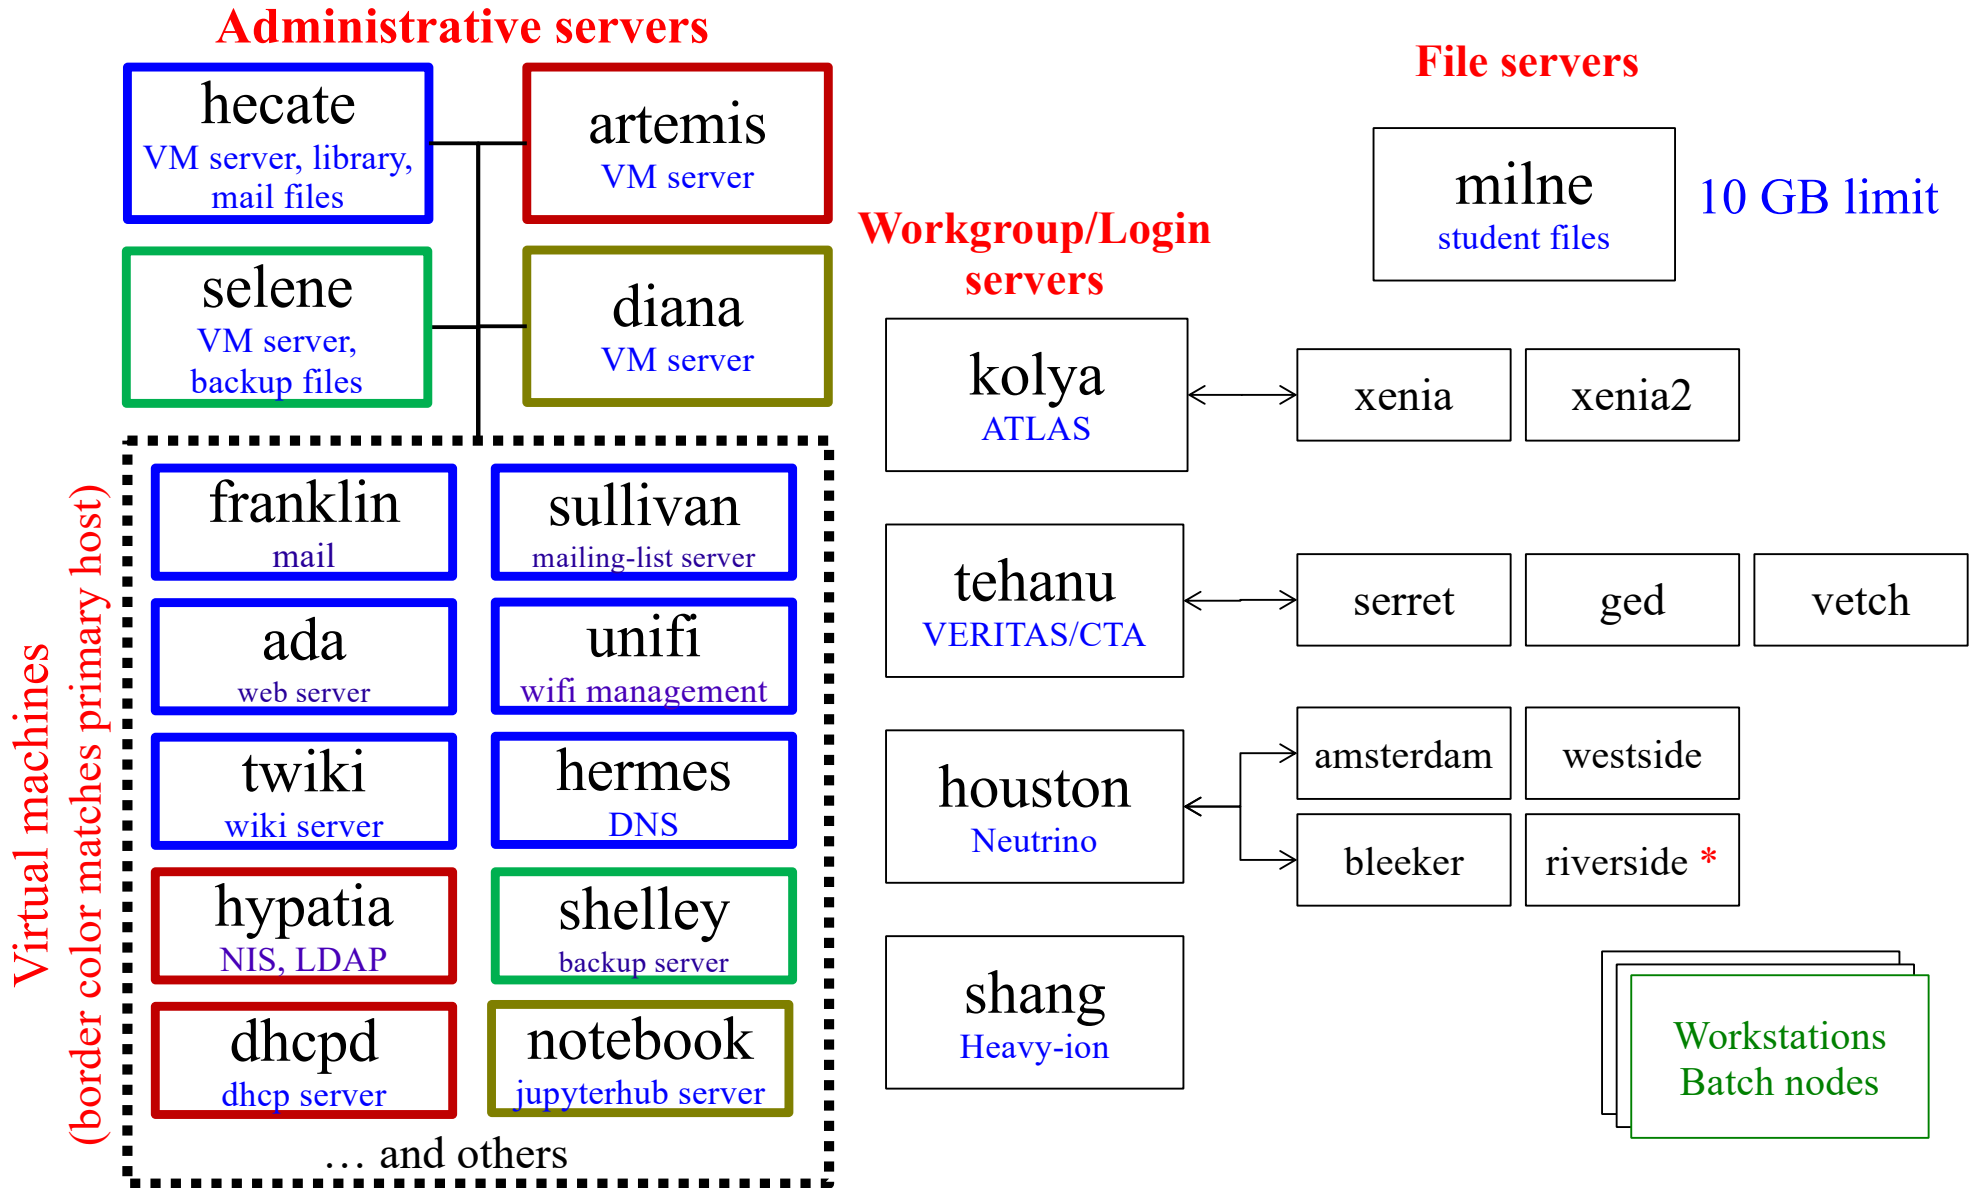 Administrative servers
hecate
VM server, library,
mail files
artemis
VM server
selene
VM server,
backup files
diana
VM server
Virtual machines
(border color matches primary host)
franklin
mail
sullivan
mailing-list server
ada
web server
unifi
wifi management
twiki
wiki server
hermes
DNS
hypatia
NIS, LDAP
shelley
backup server
dhcpd
dhcp server
notebook
jupyterhub server
… and others
Workgroup/Login
servers
kolya
ATLAS
tehanu
VERITAS/CTA
houston
Neutrino
shang
Heavy-ion
File servers
milne
student files
10 GB limit
xenia
xenia2
serret
ged
vetch
amsterdam
westside
bleeker
riverside *
Workstations
Batch nodes